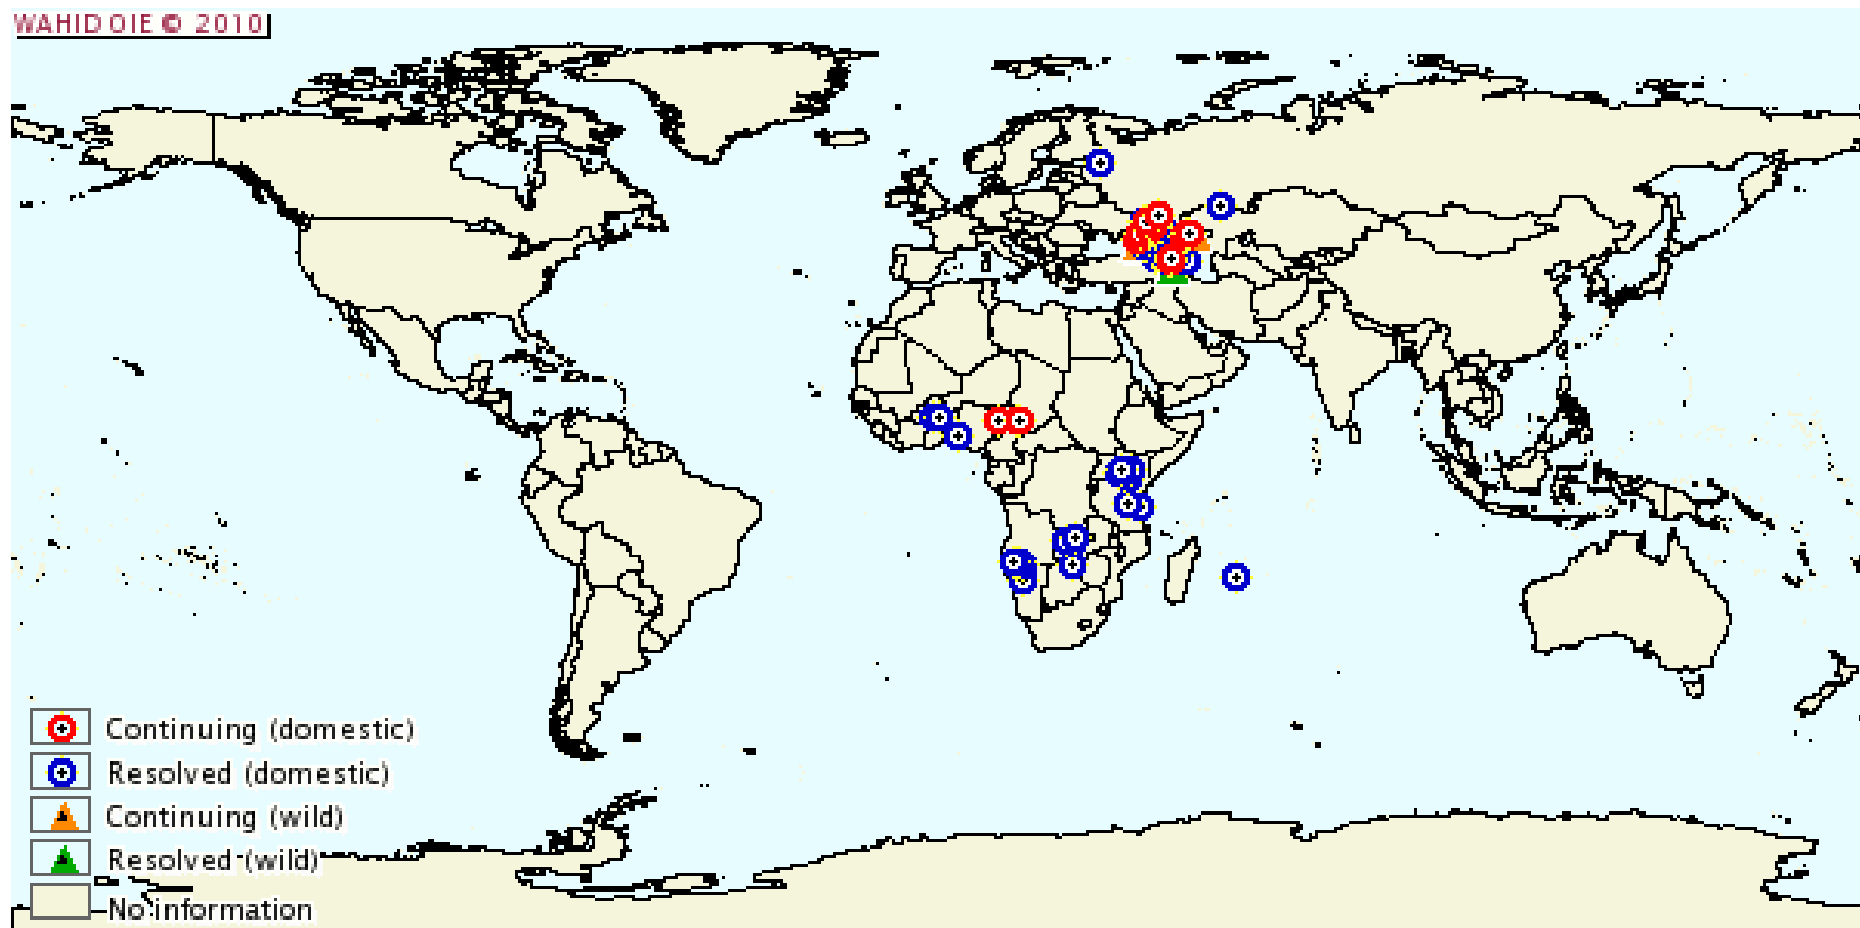 WAHID OIE © 2010
Continuing (domestic)
Resolved (domestic)
Continuing (wild)
Resolved (wild)
No information